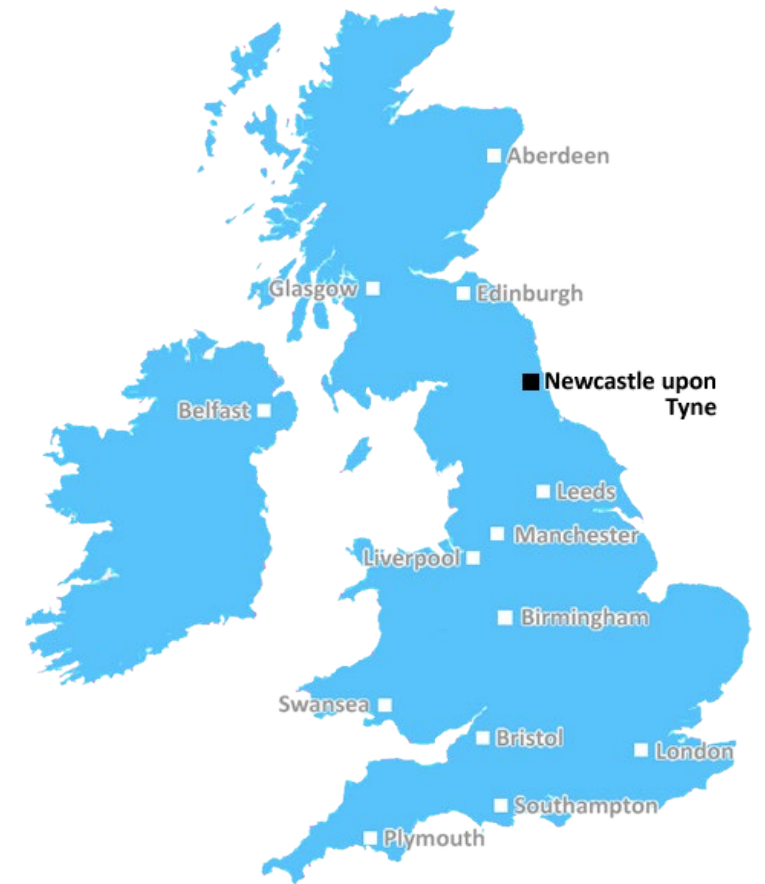 Aberdeen
Glasgow
Edinburgh
Newcastle upon
Tyne
Belfast
Leeds
Manchester
Liverpool
Birmingham
Swansea
Bristol
London
Southampton
Plymouth